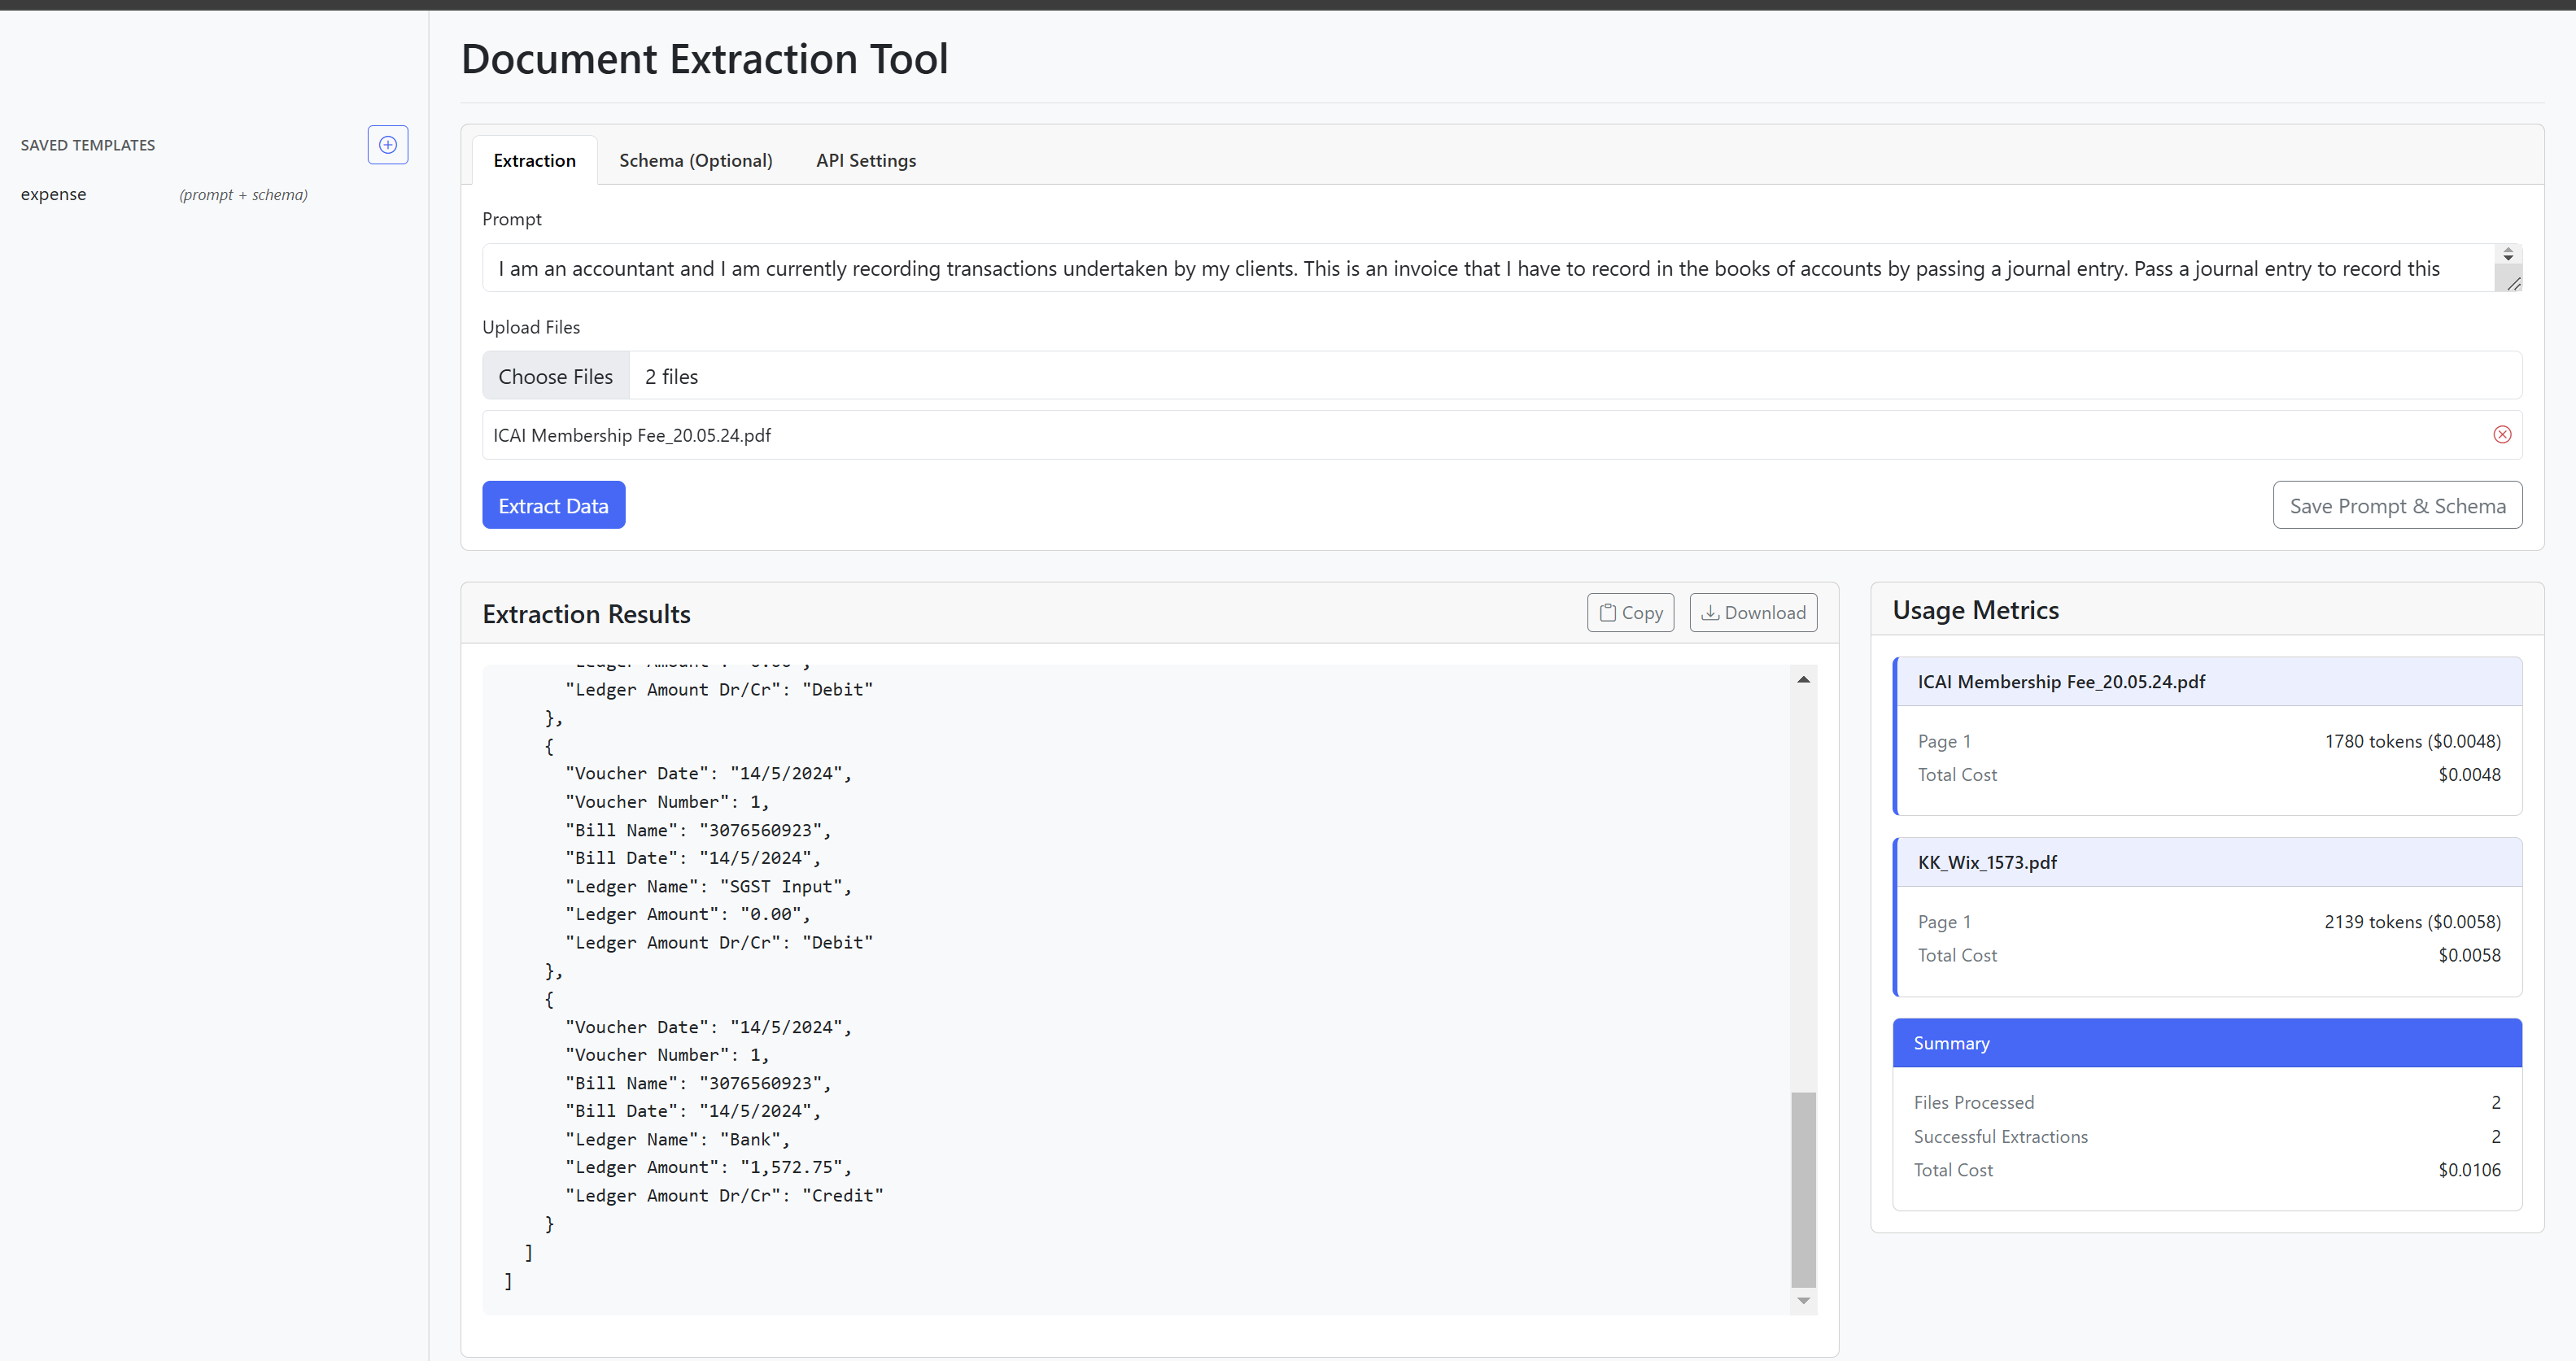 Document Extraction Tool
SAVED TEMPLATES
expense (prompt + schema)
Extraction Schema (Optional) API Settings
Prompt
I am an accountant and I am currently recording transactions undertaken by my clients. This is an invoice that I have to record in the books of accounts by passing a journal entry. Pass a journal entry to record this
Upload Files
Choose Files 2 files
ICAI Membership Fee_20.05.24.pdf
Extract Data
Save Prompt & Schema
Extraction Results
Copy Download
"Ledger Amount": "0.00",
"Ledger Amount Dr/Cr": "Debit"
},
{
"Voucher Date": "14/5/2024",
"Voucher Number": 1,
"Bill Name": "3076560923",
"Bill Date": "14/5/2024",
"Ledger Name": "SGST Input",
"Ledger Amount": "0.00",
"Ledger Amount Dr/Cr": "Debit"
},
{
"Voucher Date": "14/5/2024",
"Voucher Number": 1,
"Bill Name": "3076560923",
"Bill Date": "14/5/2024",
"Ledger Name": "Bank",
"Ledger Amount": "1,572.75",
"Ledger Amount Dr/Cr": "Credit"
}
]
]
Usage Metrics
ICAI Membership Fee_20.05.24.pdf
Page 1 1780 tokens ($0.0048)
Total Cost $0.0048
KK_Wix_1573.pdf
Page 1 2139 tokens ($0.0058)
Total Cost $0.0058
Summary
Files Processed 2
Successful Extractions 2
Total Cost $0.0106